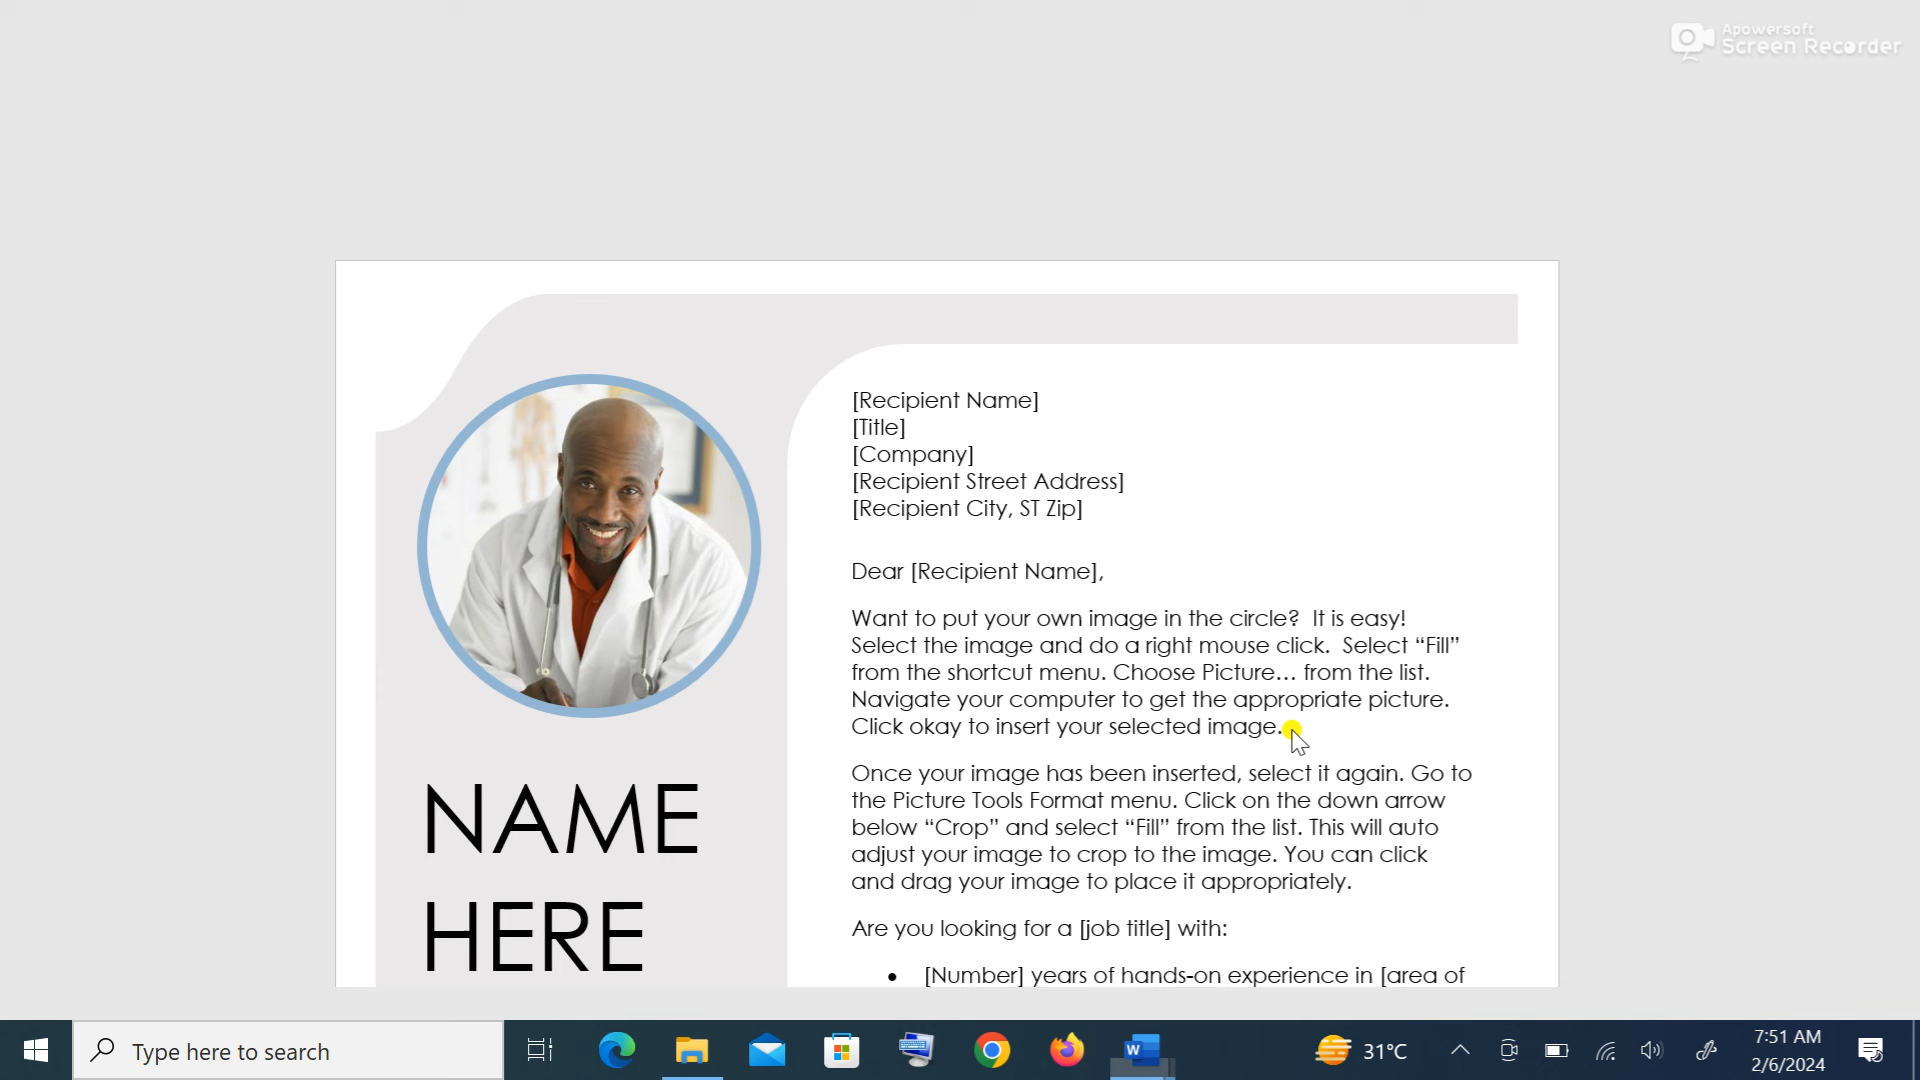 Apowersoft
Screen Recorder
[Recipient Name]
[Title]
[Company]
[Recipient Street Address]
[Recipient City, ST Zip]
Dear [Recipient Name],
Want to put your own image in the circle?  It is easy!
Select the image and do a right mouse click.  Select “Fill”
from the shortcut menu. Choose Picture… from the list.
Navigate your computer to get the appropriate picture.
Click okay to insert your selected image.
Once your image has been inserted, select it again. Go to
the Picture Tools Format menu. Click on the down arrow
below “Crop” and select “Fill” from the list. This will auto
adjust your image to crop to the image. You can click
and drag your image to place it appropriately.
Are you looking for a [job title] with:
• [Number] years of hands-on experience in [area of
NAME
HERE
Type here to search
31°C
7:51 AM
2/6/2024